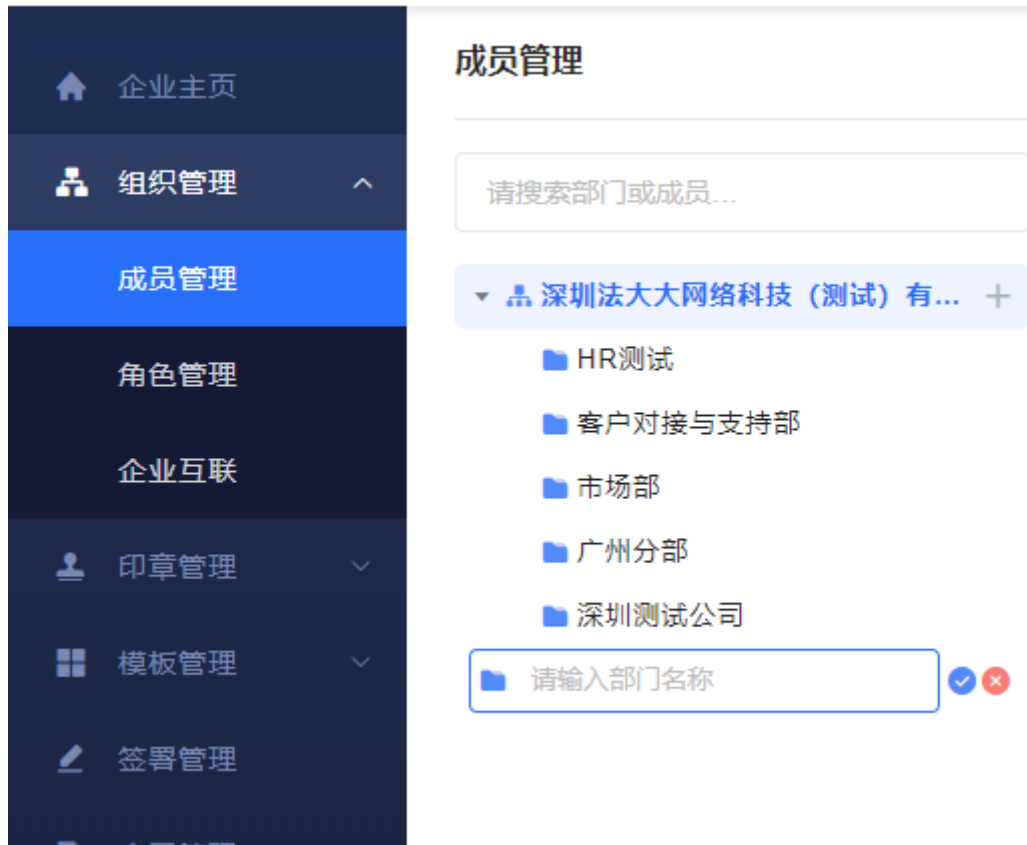 企业主页
组织管理
成员管理
角色管理
企业互联
印章管理
模板管理
签署管理
成员管理
请搜索部门或成员...
深圳法大大网络科技（测试）有...
HR测试
客户对接与支持部
市场部
广州分部
深圳测试公司
请输入部门名称